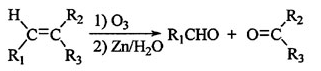 H R₂ 1) O₃ R₂
C=C R₁CHO + O=C
R₁ R₃ 2) Zn/H₂O R₃